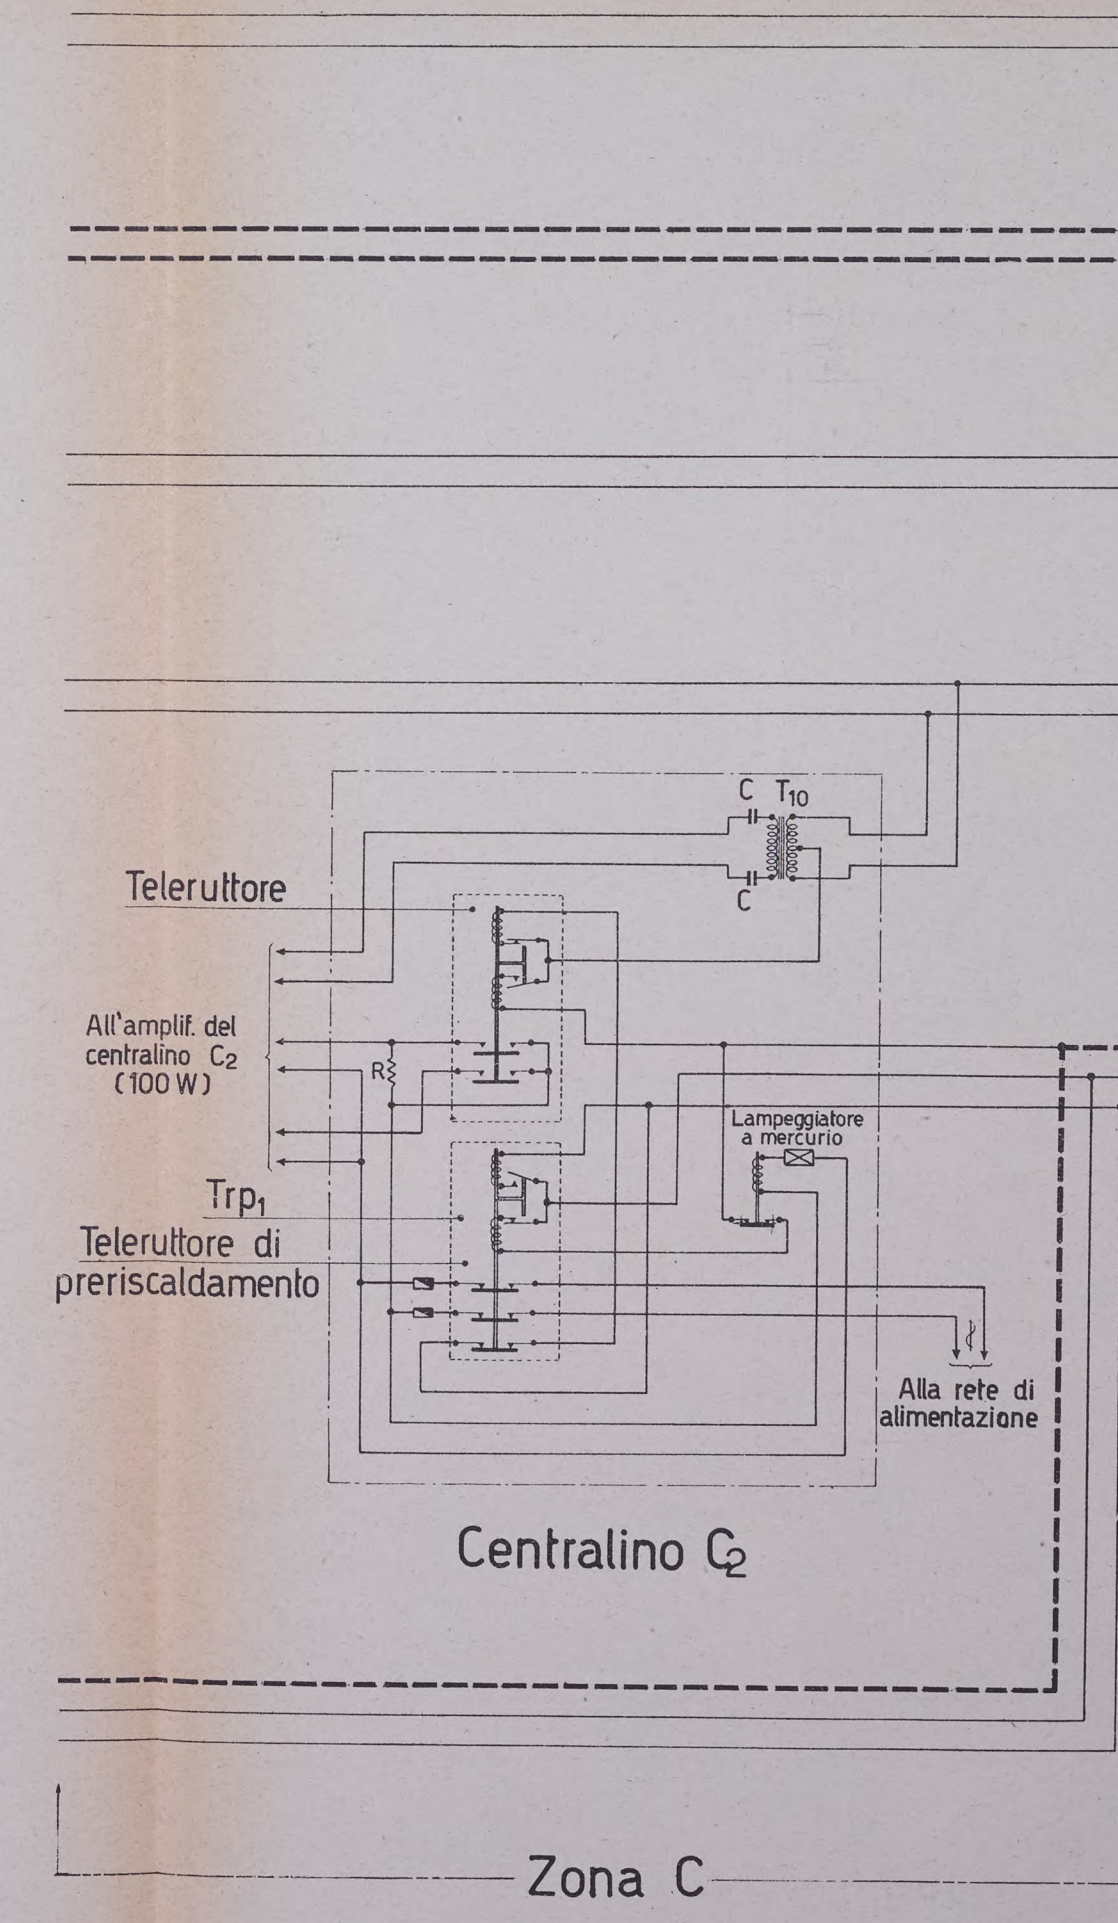 C T10
C
Teleruttore
All'amplif. del
centralino C2
(100 W)
R
Lampeggiatore
a mercurio
Trp1
Teleruttore di
preriscaldamento
Alla rete di
alimentazione
Centralino C2
Zona C